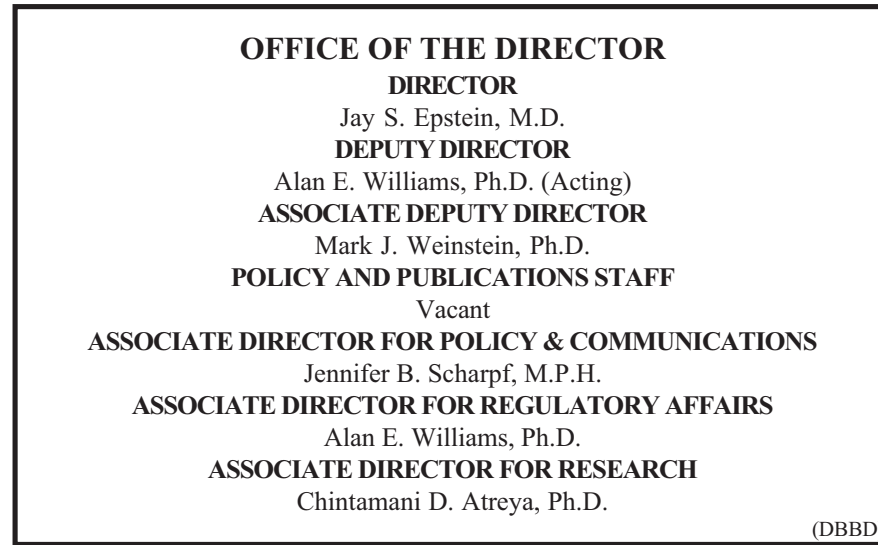 OFFICE OF THE DIRECTOR
DIRECTOR
Jay S. Epstein, M.D.
DEPUTY DIRECTOR
Alan E. Williams, Ph.D. (Acting)
ASSOCIATE DEPUTY DIRECTOR
Mark J. Weinstein, Ph.D.
POLICY AND PUBLICATIONS STAFF
Vacant
ASSOCIATE DIRECTOR FOR POLICY & COMMUNICATIONS
Jennifer B. Scharpf, M.P.H.
ASSOCIATE DIRECTOR FOR REGULATORY AFFAIRS
Alan E. Williams, Ph.D.
ASSOCIATE DIRECTOR FOR RESEARCH
Chintamani D. Atreya, Ph.D.
(DBBD